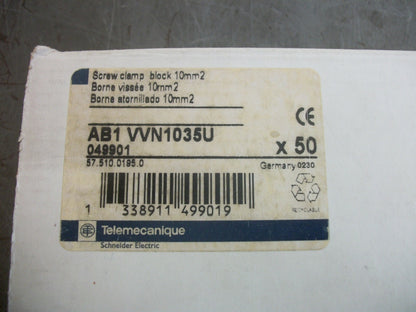 Screw clamp block 10mm2
Borne vissée 10mm2
Borne atornillado 10mm2
CE
AB1 VVN1035U
049901
x 50
57.510.0195.0
Germany 0230
1 338911 499019
RECYCLABLE
Telemecanique
Schneider Electric